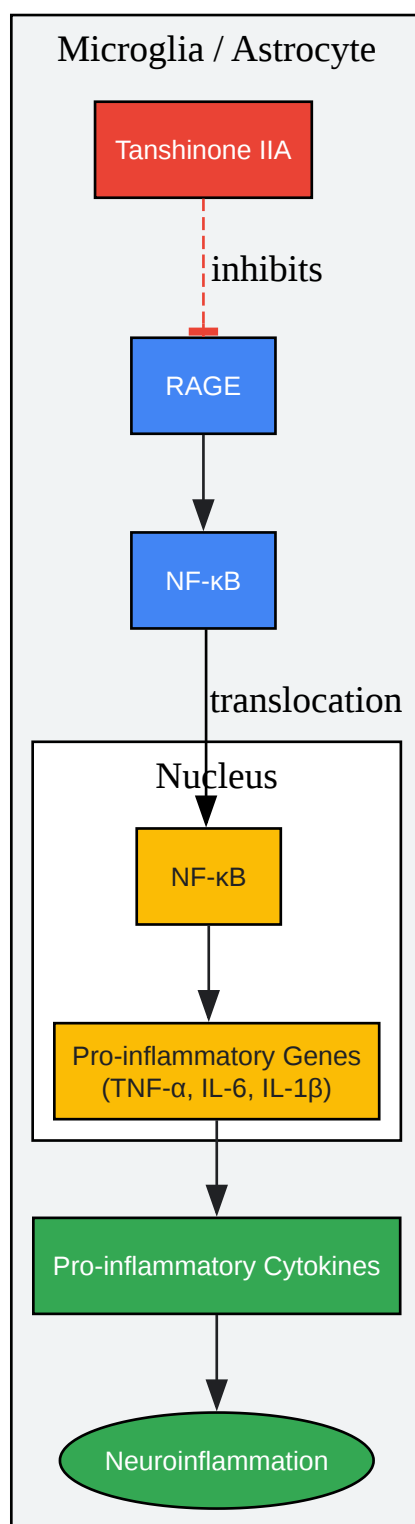 Microglia / Astrocyte
Tanshinone IIA
inhibits
RAGE
NF-κB
translocation
Nucleus
NF-κB
Pro-inflammatory Genes
(TNF-α, IL-6, IL-1β)
Pro-inflammatory Cytokines
Neuroinflammation